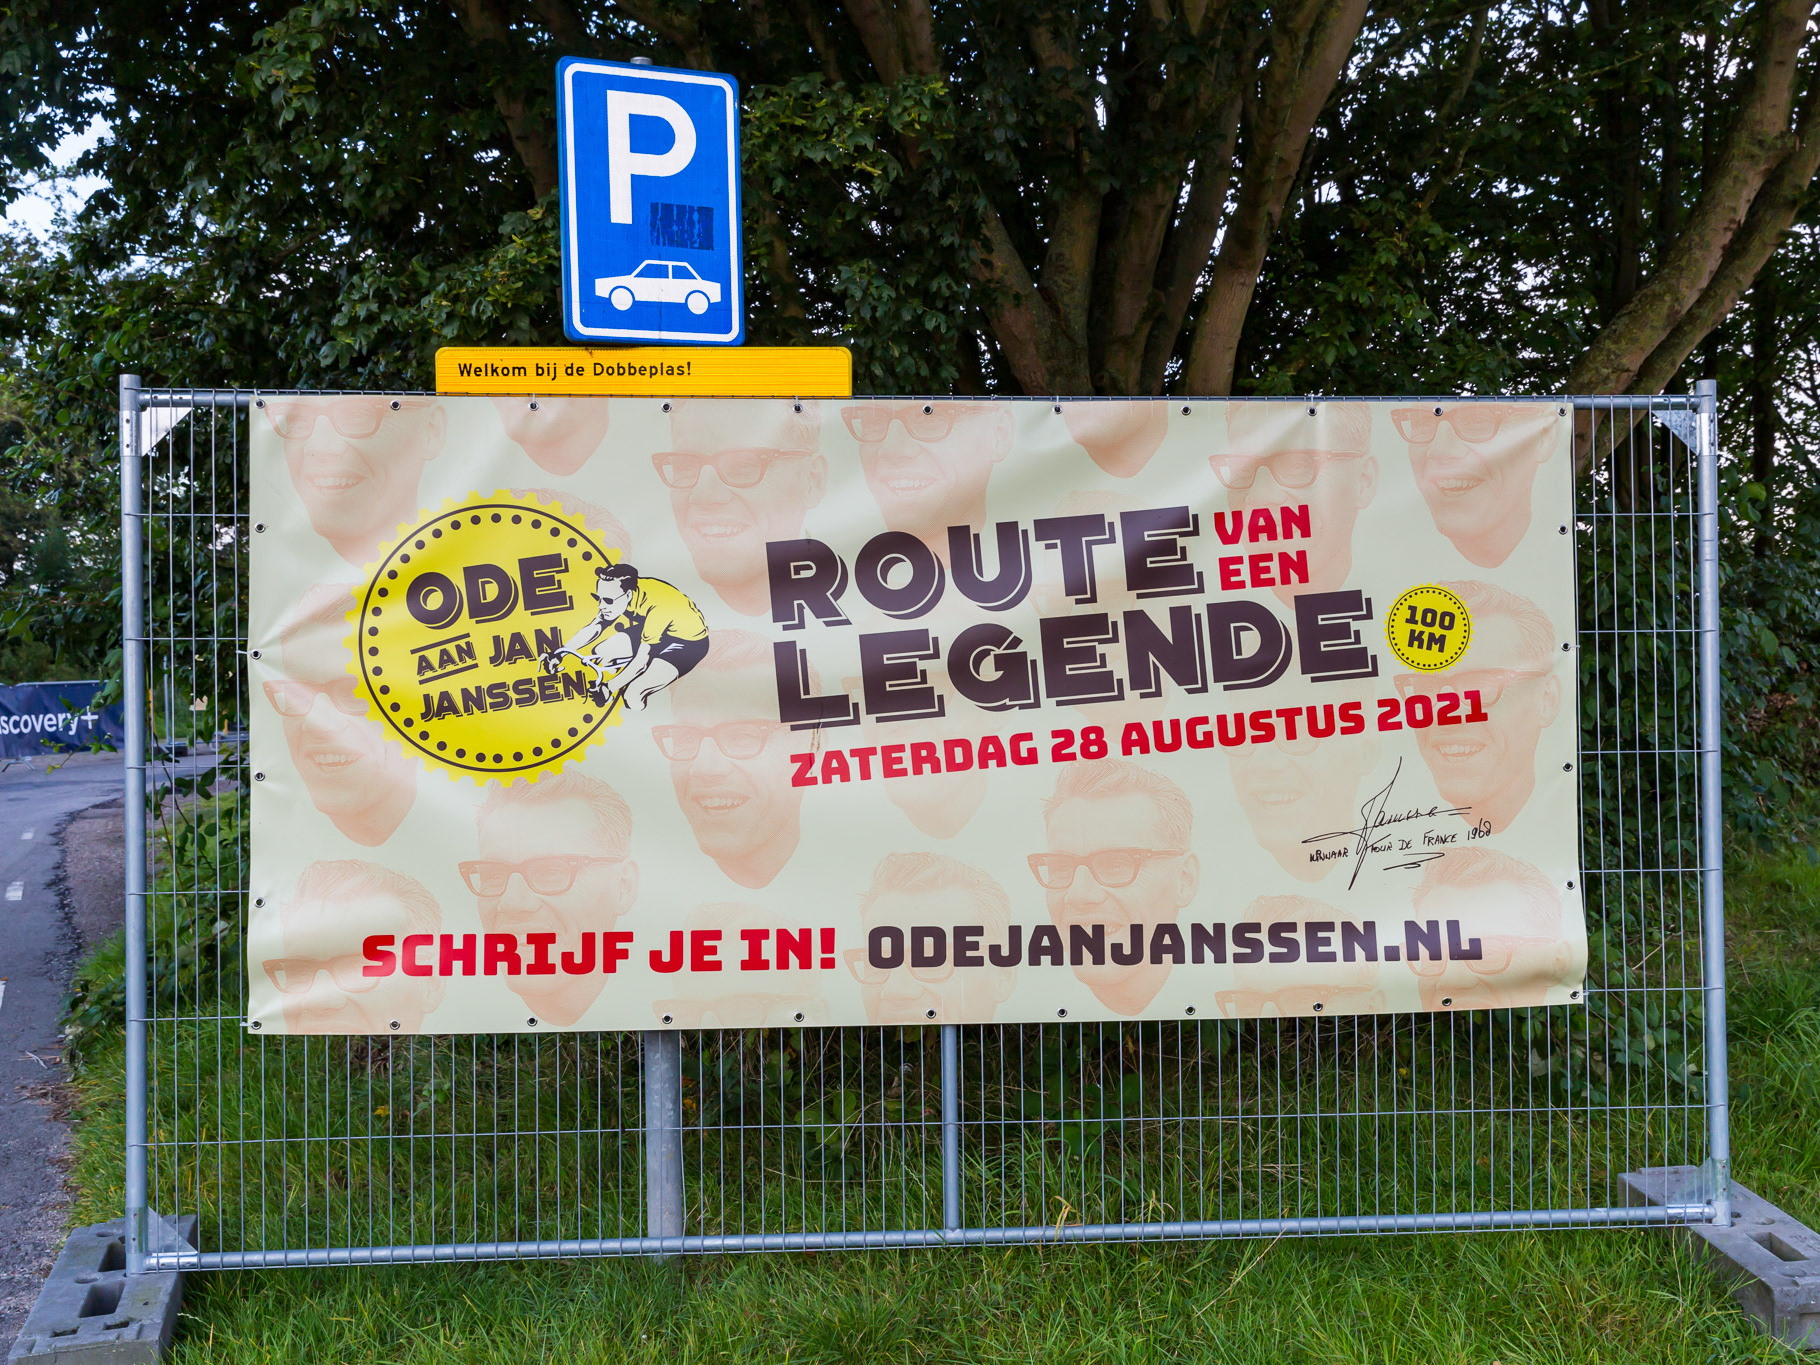 P
Welkom bij de Dobbeplas!
ODE
AAN JAN
JANSSEN
ROUTE VAN EEN
LEGENDE
100
KM
ZATERDAG 28 AUGUSTUS 2021
Janssen
WINNAAR TOUR DE FRANCE 1968
SCHRIJF JE IN! ODEJANJANSSEN.NL
scovery+